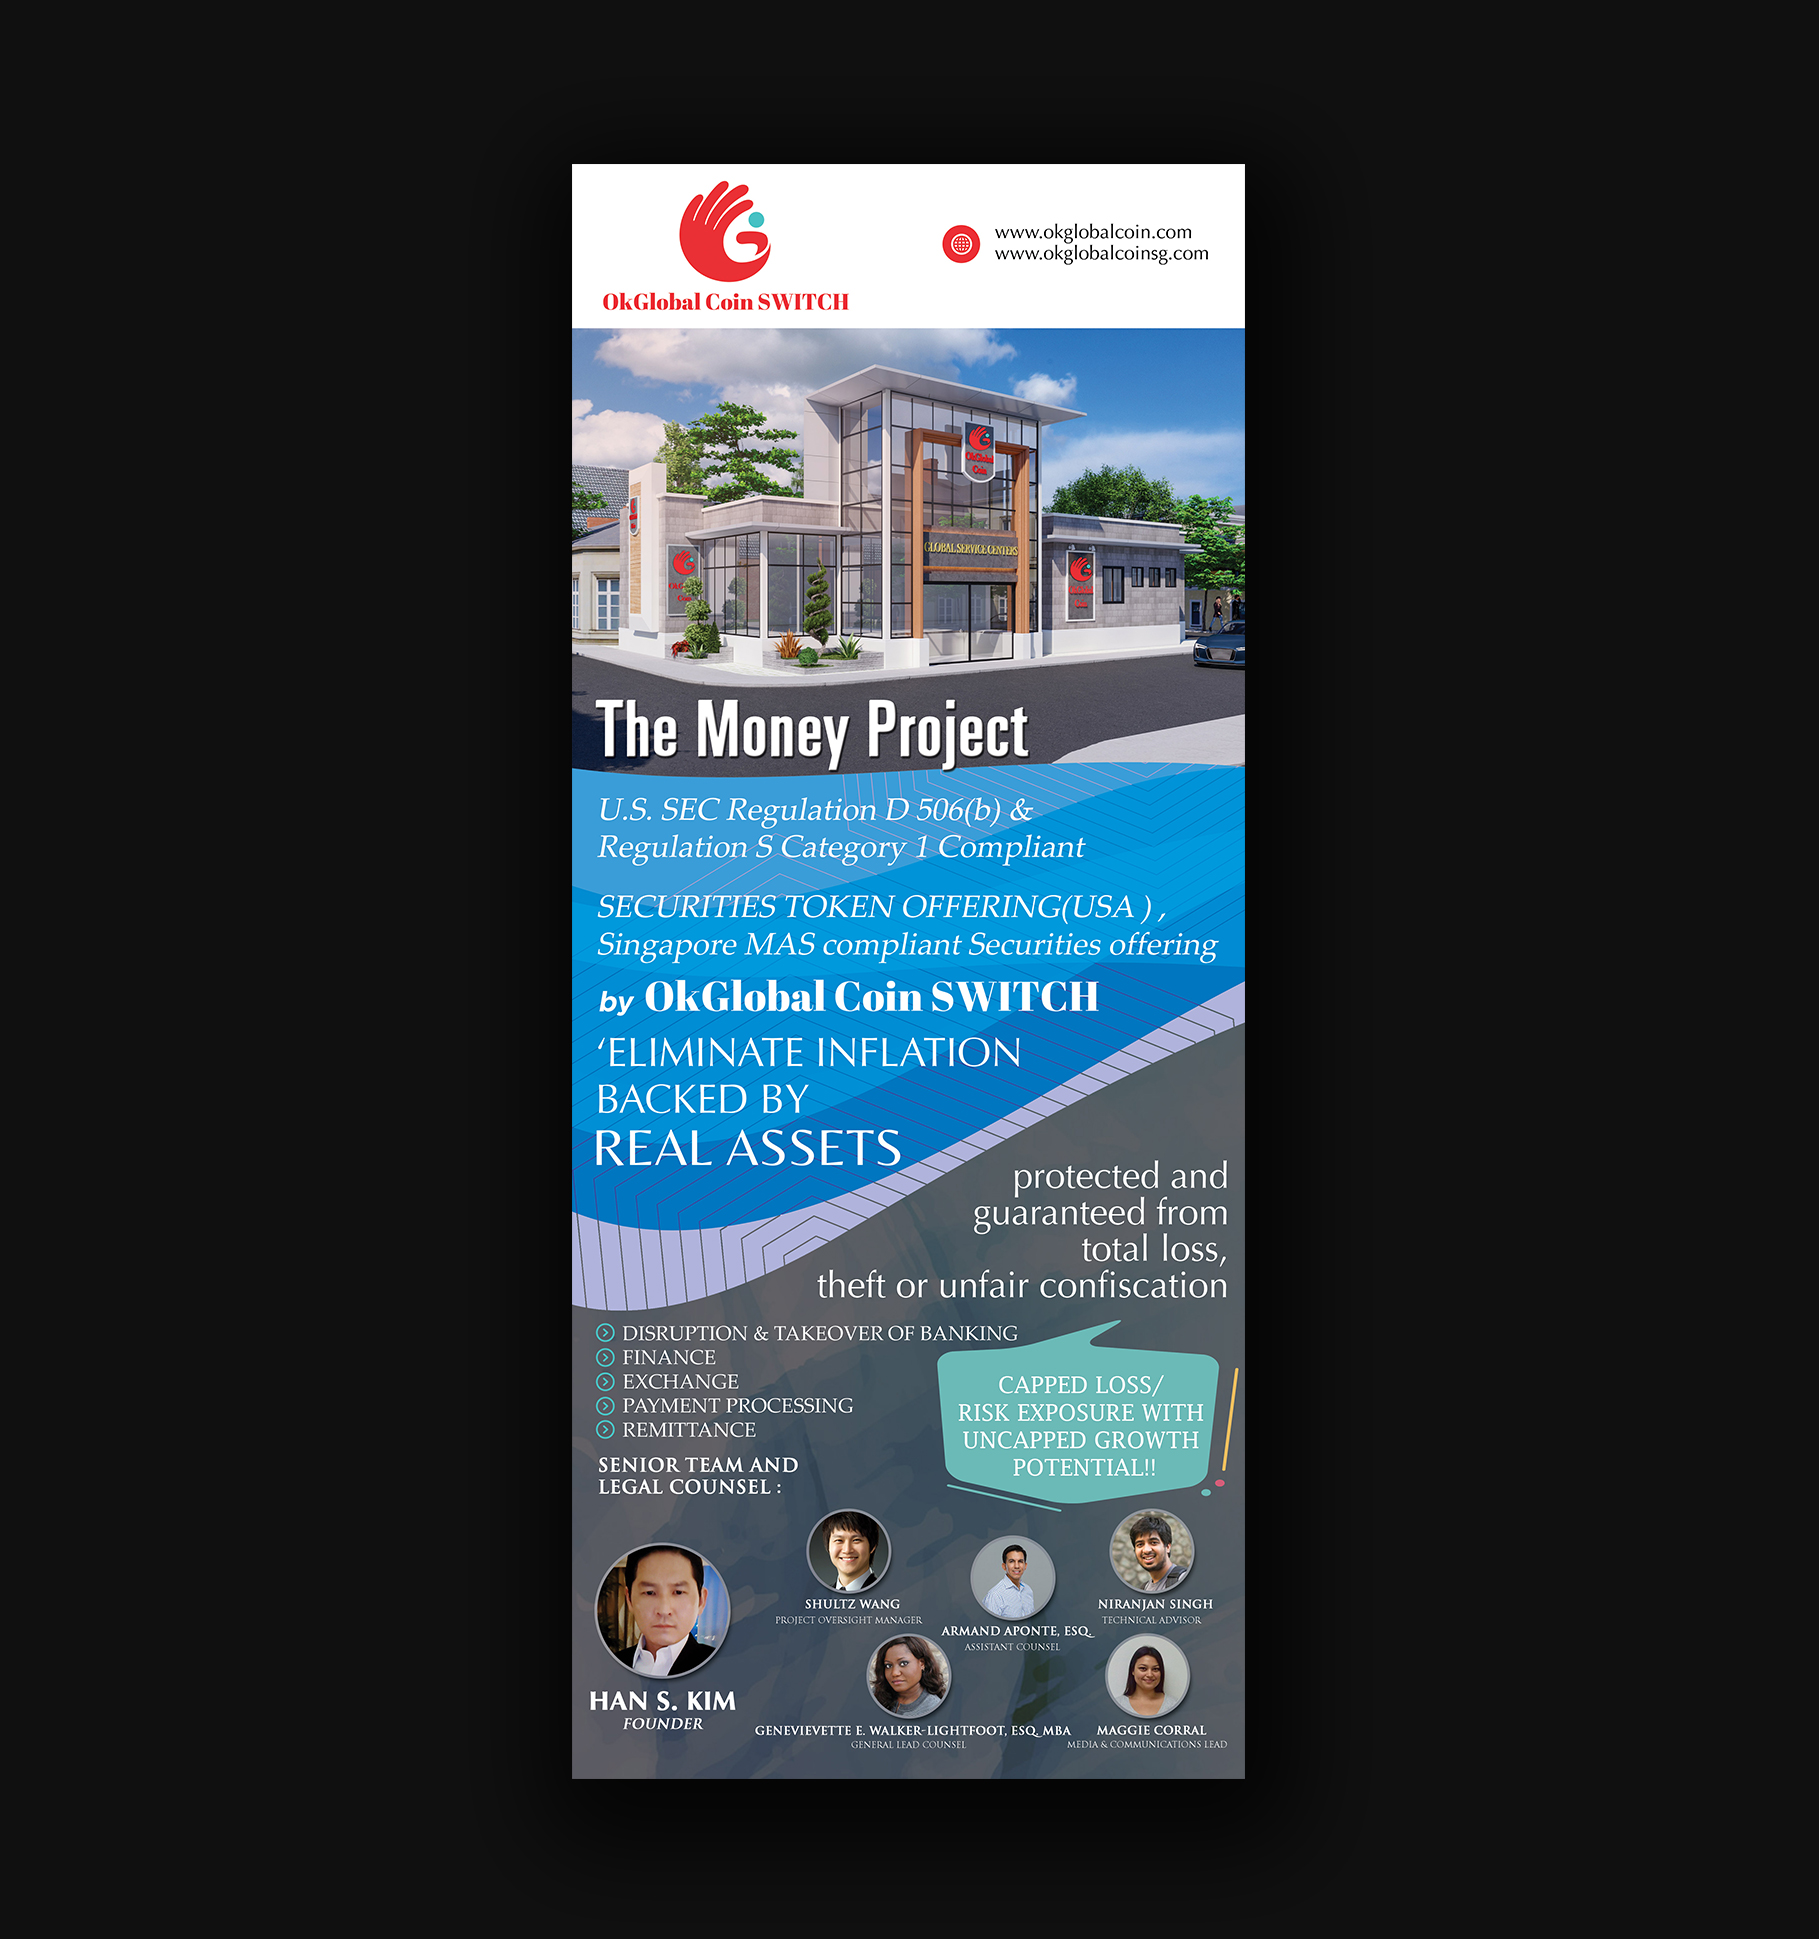 OkGlobal Coin SWITCH
www.okglobalcoin.com
www.okglobalcoinsg.com
OkGlobal
Coin
GLOBAL SERVICE CENTERS
Coin
OkGlobal
Coin
The Money Project
U.S. SEC Regulation D 506(b) &
Regulation S Category 1 Compliant
SECURITIES TOKEN OFFERING(USA ) ,
Singapore MAS compliant Securities offering
by OkGlobal Coin SWITCH
‘ELIMINATE INFLATION
BACKED BY
REAL ASSETS
protected and
guaranteed from
total loss,
theft or unfair confiscation
DISRUPTION & TAKEOVER OF BANKING
FINANCE
EXCHANGE
PAYMENT PROCESSING
REMITTANCE
CAPPED LOSS/
RISK EXPOSURE WITH
UNCAPPED GROWTH
POTENTIAL!!
SENIOR TEAM AND
LEGAL COUNSEL :
HAN S. KIM
FOUNDER
SHULTZ WANG
PROJECT OVERSIGHT MANAGER
ARMAND APONTE, ESQ.
ASSISTANT COUNSEL
NIRANJAN SINGH
TECHNICAL ADVISOR
GENEVIEVETTE E. WALKER-LIGHTFOOT, ESQ. MBA
GENERAL LEAD COUNSEL
MAGGIE CORRAL
MEDIA & COMMUNICATIONS LEAD